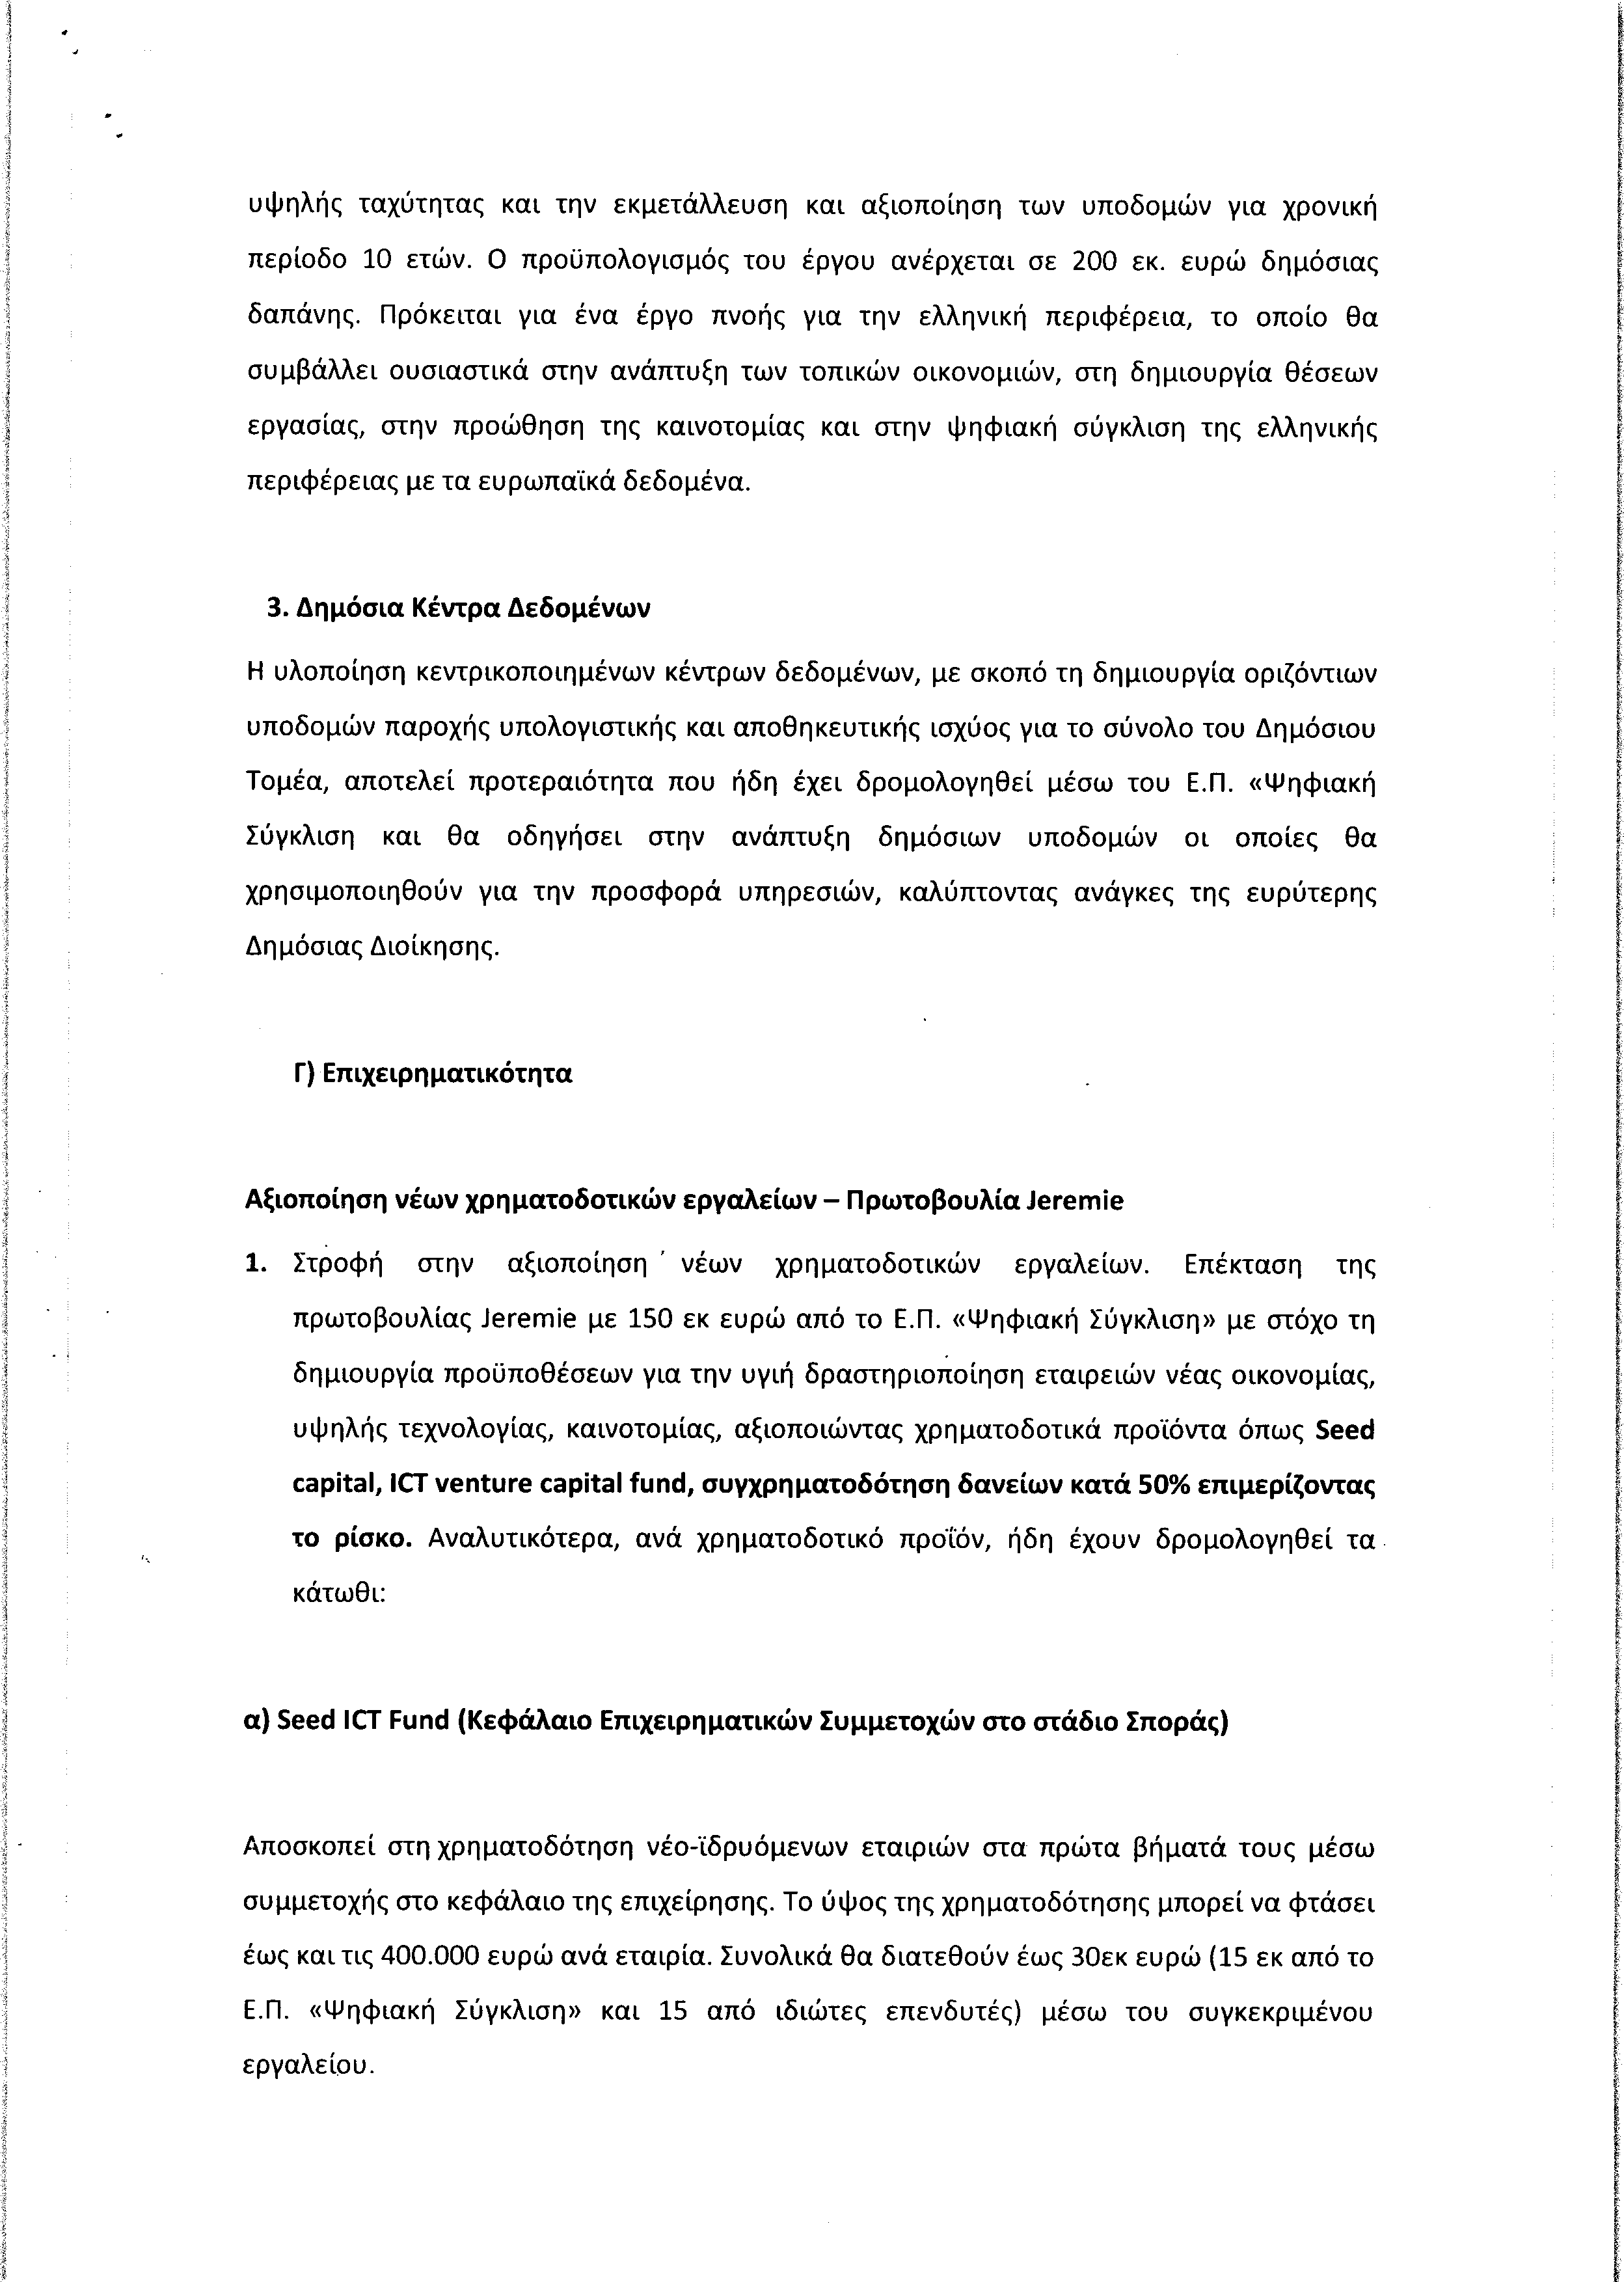 υψηλής ταχύτητας και την εκμετάλλευση και αξιοποίηση των υποδομών για χρονική
περίοδο 10 ετών. Ο προϋπολογισμός του έργου ανέρχεται σε 200 εκ. ευρώ δημόσιας
δαπάνης. Πρόκειται για ένα έργο πνοής για την ελληνική περιφέρεια, το οποίο θα
συμβάλλει ουσιαστικά στην ανάπτυξη των τοπικών οικονομιών, στη δημιουργία θέσεων
εργασίας, στην προώθηση της καινοτομίας και στην ψηφιακή σύγκλιση της ελληνικής
περιφέρειας με τα ευρωπαϊκά δεδομένα.
3. Δημόσια Κέντρα Δεδομένων
Η υλοποίηση κεντρικοποιημένων κέντρων δεδομένων, με σκοπό τη δημιουργία οριζόντιων
υποδομών παροχής υπολογιστικής και αποθηκευτικής ισχύος για το σύνολο του Δημόσιου
Τομέα, αποτελεί προτεραιότητα που ήδη έχει δρομολογηθεί μέσω του Ε.Π. «Ψηφιακή
Σύγκλιση και θα οδηγήσει στην ανάπτυξη δημόσιων υποδομών οι οποίες θα
χρησιμοποιηθούν για την προσφορά υπηρεσιών, καλύπτοντας ανάγκες της ευρύτερης
Δημόσιας Διοίκησης.
Γ) Επιχειρηματικότητα
Αξιοποίηση νέων χρηματοδοτικών εργαλείων – Πρωτοβουλία Jeremie
1. Στροφή στην αξιοποίηση νέων χρηματοδοτικών εργαλείων. Επέκταση της
πρωτοβουλίας Jeremie με 150 εκ ευρώ από το Ε.Π. «Ψηφιακή Σύγκλιση» με στόχο τη
δημιουργία προϋποθέσεων για την υγιή δραστηριοποίηση εταιρειών νέας οικονομίας,
υψηλής τεχνολογίας, καινοτομίας, αξιοποιώντας χρηματοδοτικά προϊόντα όπως Seed
capital, ICT venture capital fund, συγχρηματοδότηση δανείων κατά 50% επιμερίζοντας
το ρίσκο. Αναλυτικότερα, ανά χρηματοδοτικό προϊόν, ήδη έχουν δρομολογηθεί τα
κάτωθι:
α) Seed ICT Fund (Κεφάλαιο Επιχειρηματικών Συμμετοχών στο στάδιο Σποράς)
Αποσκοπεί στη χρηματοδότηση νέο-ϊδρυόμενων εταιριών στα πρώτα βήματά τους μέσω
συμμετοχής στο κεφάλαιο της επιχείρησης. Το ύψος της χρηματοδότησης μπορεί να φτάσει
έως και τις 400.000 ευρώ ανά εταιρία. Συνολικά θα διατεθούν έως 30εκ ευρώ (15 εκ από το
Ε.Π. «Ψηφιακή Σύγκλιση» και 15 από ιδιώτες επενδυτές) μέσω του συγκεκριμένου
εργαλείου.